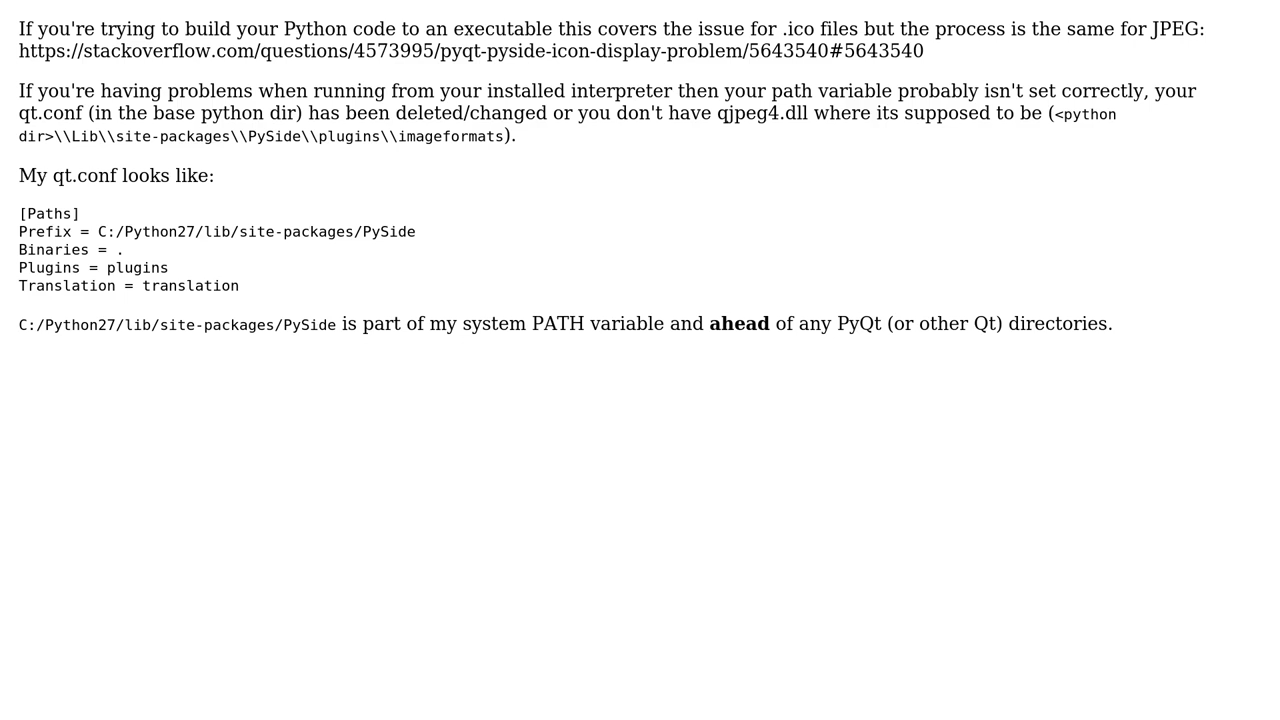 If you're trying to build your Python code to an executable this covers the issue for .ico files but the process is the same for JPEG:
https://stackoverflow.com/questions/4573995/pyqt-pyside-icon-display-problem/5643540#5643540
If you're having problems when running from your installed interpreter then your path variable probably isn't set correctly, your
qt.conf (in the base python dir) has been deleted/changed or you don't have qjpeg4.dll where its supposed to be (<python
dir>\\Lib\\site-packages\\PySide\\plugins\\imageformats).
My qt.conf looks like:
[Paths]
Prefix = C:/Python27/lib/site-packages/PySide
Binaries = .
Plugins = plugins
Translation = translation
C:/Python27/lib/site-packages/PySide is part of my system PATH variable and ahead of any PyQt (or other Qt) directories.